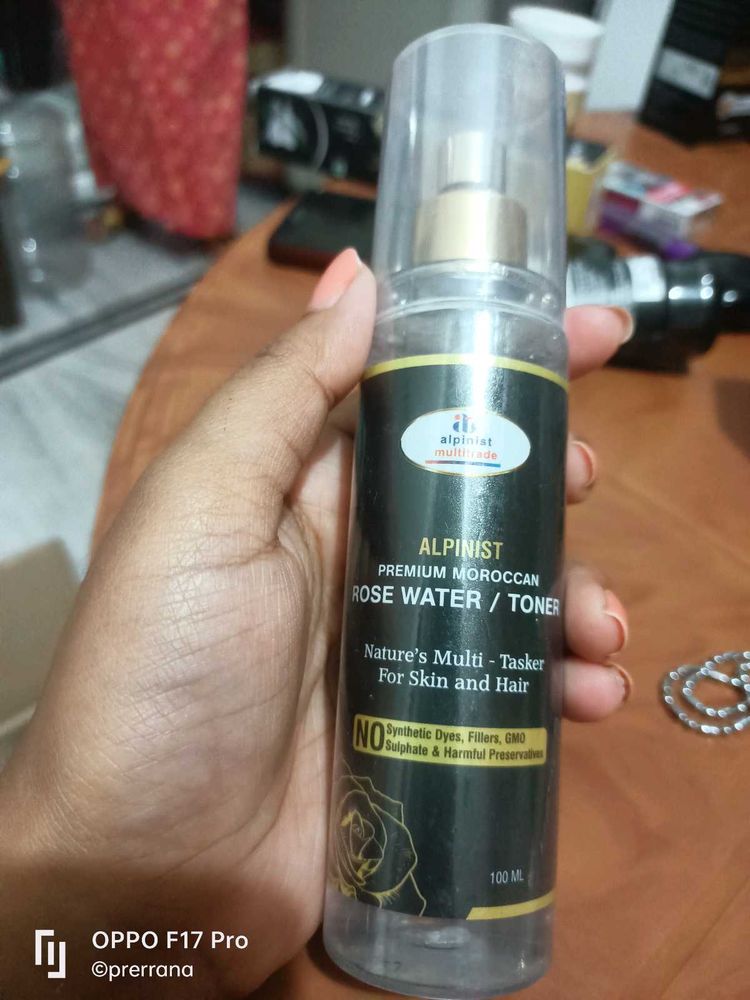 alpinist
multitrade
ALPINIST
PREMIUM MOROCCAN
ROSE WATER / TONER
Nature's Multi - Tasker
For Skin and Hair
NO Synthetic Dyes, Fillers, GMO
Sulphate & Harmful Preservatives
100 ML
OPPO F17 Pro
©prerrana